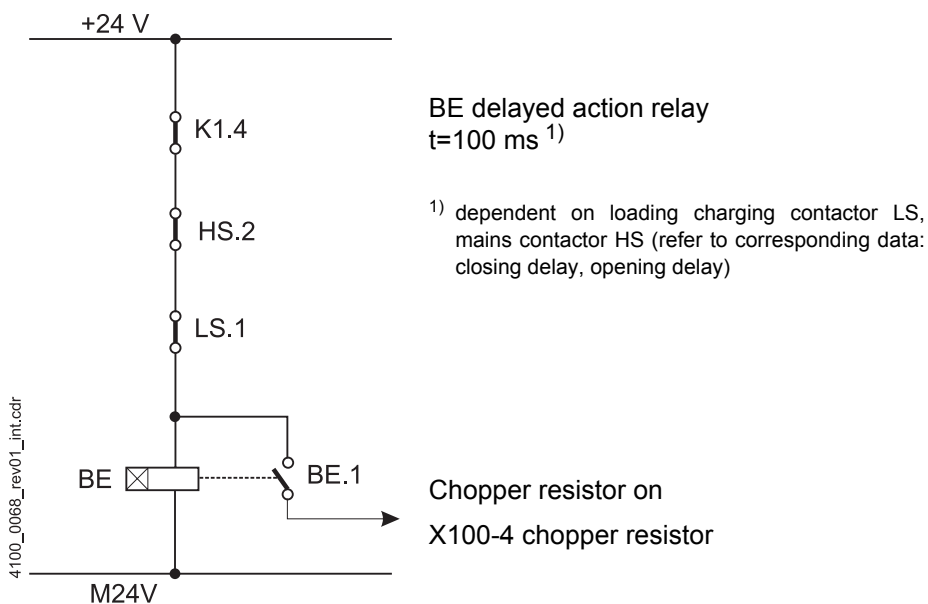 +24 V
K1.4
BE delayed action relay
t=100 ms 1)
1) dependent on loading charging contactor LS,
mains contactor HS (refer to corresponding data:
closing delay, opening delay)
HS.2
LS.1
BE
BE.1
Chopper resistor on
X100-4 chopper resistor
M24V
4100_0068_rev01_int.cdr